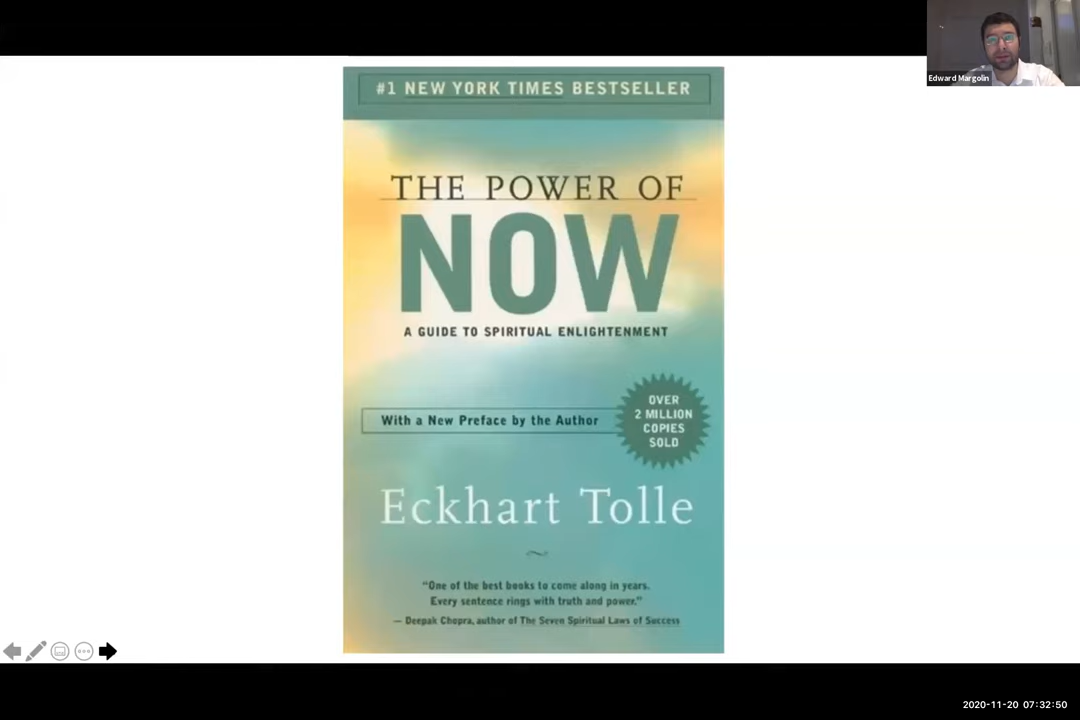 Edward Margolin
#1 NEW YORK TIMES BESTSELLER
THE POWER OF
NOW
A GUIDE TO SPIRITUAL ENLIGHTENMENT
With a New Preface by the Author
OVER
2 MILLION
COPIES
SOLD
Eckhart Tolle
“One of the best books to come along in years.
Every sentence rings with truth and power.”
— Deepak Chopra, author of The Seven Spiritual Laws of Success
2020-11-20 07:32:50